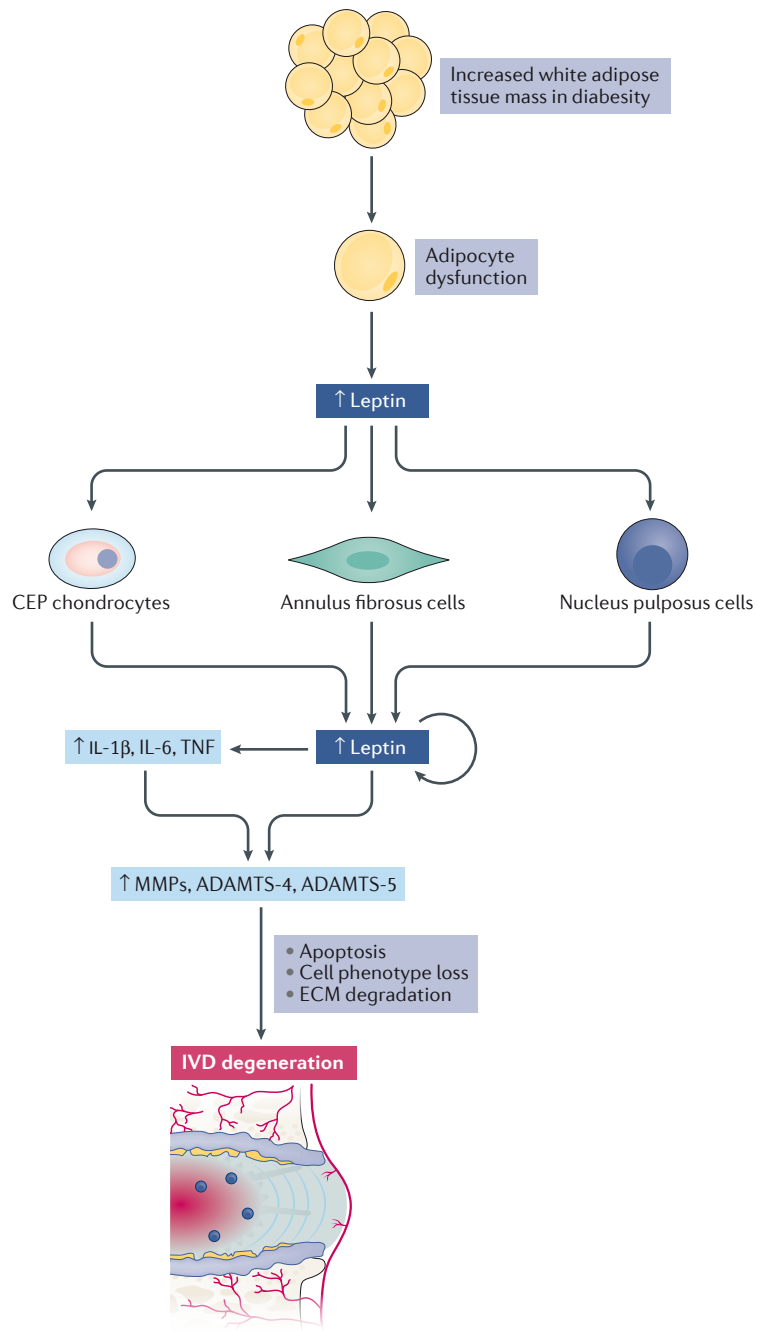 Increased white adipose
tissue mass in diabesity
Adipocyte
dysfunction
↑ Leptin
CEP chondrocytes
Annulus fibrosus cells
Nucleus pulposus cells
↑ IL-1β, IL-6, TNF
↑ Leptin
↑ MMPs, ADAMTS-4, ADAMTS-5
• Apoptosis
• Cell phenotype loss
• ECM degradation
IVD degeneration